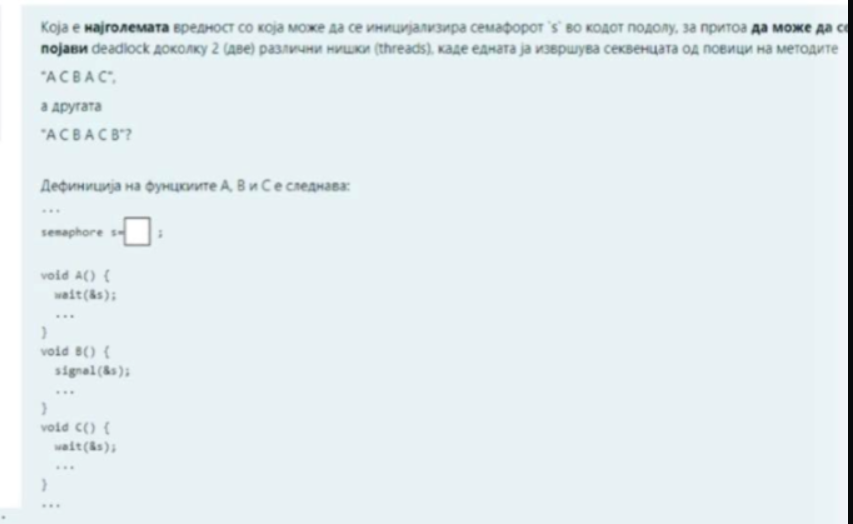 Која е најголемата вредност со која може да се иницијализира семафорот `s` во кодот подолу, за притоа да може да се
појави deadlock доколку 2 (две) различни нишки (threads), каде едната ја извршува секвенцата од повици на методите
"A C B A C",
а другата
"A C B A C B"?
Дефиниција на фунцкиите A, B и C е следнава:
...
semaphore s= ;
void A() {
wait(&s);
...
}
void B() {
signal(&s);
...
}
void C() {
wait(&s);
...
}
...